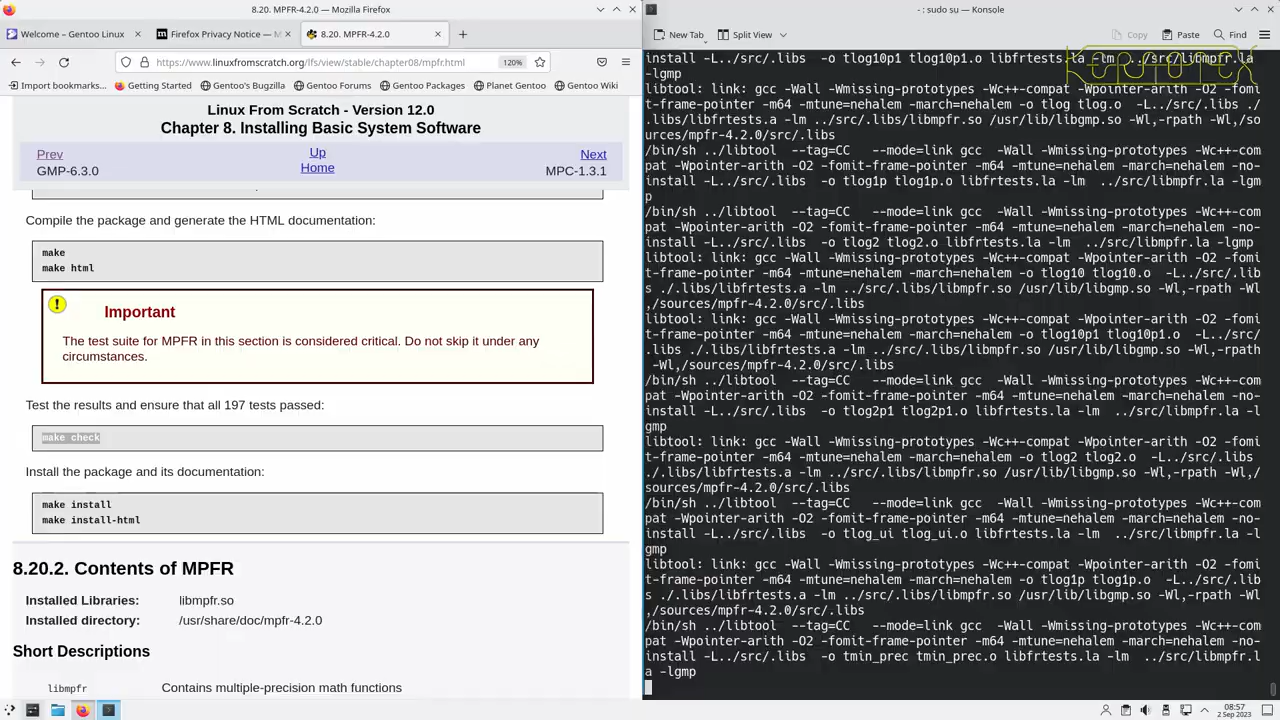 8.20. MPFR-4.2.0 — Mozilla Firefox
Welcome – Gentoo Linux
Firefox Privacy Notice — M
8.20. MPFR-4.2.0
https://www.linuxfromscratch.org/lfs/view/stable/chapter08/mpfr.html
120%
Import bookmarks...
Getting Started
Gentoo's Bugzilla
Gentoo Forums
Gentoo Packages
Planet Gentoo
Gentoo Wiki
Linux From Scratch - Version 12.0
Chapter 8. Installing Basic System Software
Prev
Up
Next
GMP-6.3.0
Home
MPC-1.3.1
Compile the package and generate the HTML documentation:
make
make html
Important
The test suite for MPFR in this section is considered critical. Do not skip it under any
circumstances.
Test the results and ensure that all 197 tests passed:
make check
Install the package and its documentation:
make install
make install-html
8.20.2. Contents of MPFR
Installed Libraries: libmpfr.so
Installed directory: /usr/share/doc/mpfr-4.2.0
Short Descriptions
libmpfr Contains multiple-precision math functions
- : sudo su — Konsole
New Tab
Split View
Copy
Paste
Find
install -L../src/.libs  -o tlog10p1 tlog10p1.o libfrtests.la -lm  ../src/libmpfr.la
-lgmp
libtool: link: gcc -Wall -Wmissing-prototypes -Wc++-compat -Wpointer-arith -O2 -fomi
t-frame-pointer -m64 -mtune=nehalem -march=nehalem -o tlog tlog.o  -L../src/.libs ./
.libs/libfrtests.a -lm ../src/.libs/libmpfr.so /usr/lib/libgmp.so -Wl,-rpath -Wl,/so
urces/mpfr-4.2.0/src/.libs
/bin/sh ../libtool  --tag=CC   --mode=link gcc  -Wall -Wmissing-prototypes -Wc++-com
pat -Wpointer-arith -O2 -fomit-frame-pointer -m64 -mtune=nehalem -march=nehalem -no-
install -L../src/.libs  -o tlog1p tlog1p.o libfrtests.la -lm  ../src/libmpfr.la -lgm
p
/bin/sh ../libtool  --tag=CC   --mode=link gcc  -Wall -Wmissing-prototypes -Wc++-com
pat -Wpointer-arith -O2 -fomit-frame-pointer -m64 -mtune=nehalem -march=nehalem -no-
install -L../src/.libs  -o tlog2 tlog2.o libfrtests.la -lm  ../src/libmpfr.la -lgmp
libtool: link: gcc -Wall -Wmissing-prototypes -Wc++-compat -Wpointer-arith -O2 -fomi
t-frame-pointer -m64 -mtune=nehalem -march=nehalem -o tlog10 tlog10.o  -L../src/.lib
s ./.libs/libfrtests.a -lm ../src/.libs/libmpfr.so /usr/lib/libgmp.so -Wl,-rpath -Wl
,/sources/mpfr-4.2.0/src/.libs
libtool: link: gcc -Wall -Wmissing-prototypes -Wc++-compat -Wpointer-arith -O2 -fomi
t-frame-pointer -m64 -mtune=nehalem -march=nehalem -o tlog10p1 tlog10p1.o  -L../src/
.libs ./.libs/libfrtests.a -lm ../src/.libs/libmpfr.so /usr/lib/libgmp.so -Wl,-rpath
 -Wl,/sources/mpfr-4.2.0/src/.libs
/bin/sh ../libtool  --tag=CC   --mode=link gcc  -Wall -Wmissing-prototypes -Wc++-com
pat -Wpointer-arith -O2 -fomit-frame-pointer -m64 -mtune=nehalem -march=nehalem -no-
install -L../src/.libs  -o tlog2p1 tlog2p1.o libfrtests.la -lm  ../src/libmpfr.la -l
gmp
libtool: link: gcc -Wall -Wmissing-prototypes -Wc++-compat -Wpointer-arith -O2 -fomi
t-frame-pointer -m64 -mtune=nehalem -march=nehalem -o tlog2 tlog2.o  -L../src/.libs
./.libs/libfrtests.a -lm ../src/.libs/libmpfr.so /usr/lib/libgmp.so -Wl,-rpath -Wl,/
sources/mpfr-4.2.0/src/.libs
/bin/sh ../libtool  --tag=CC   --mode=link gcc  -Wall -Wmissing-prototypes -Wc++-com
pat -Wpointer-arith -O2 -fomit-frame-pointer -m64 -mtune=nehalem -march=nehalem -no-
install -L../src/.libs  -o tlog_ui tlog_ui.o libfrtests.la -lm  ../src/libmpfr.la -l
gmp
libtool: link: gcc -Wall -Wmissing-prototypes -Wc++-compat -Wpointer-arith -O2 -fomi
t-frame-pointer -m64 -mtune=nehalem -march=nehalem -o tlog1p tlog1p.o  -L../src/.lib
s ./.libs/libfrtests.a -lm ../src/.libs/libmpfr.so /usr/lib/libgmp.so -Wl,-rpath -Wl
,/sources/mpfr-4.2.0/src/.libs
/bin/sh ../libtool  --tag=CC   --mode=link gcc  -Wall -Wmissing-prototypes -Wc++-com
pat -Wpointer-arith -O2 -fomit-frame-pointer -m64 -mtune=nehalem -march=nehalem -no-
install -L../src/.libs  -o tmin_prec tmin_prec.o libfrtests.la -lm  ../src/libmpfr.l
a -lgmp
08:57
2 Sep 2023